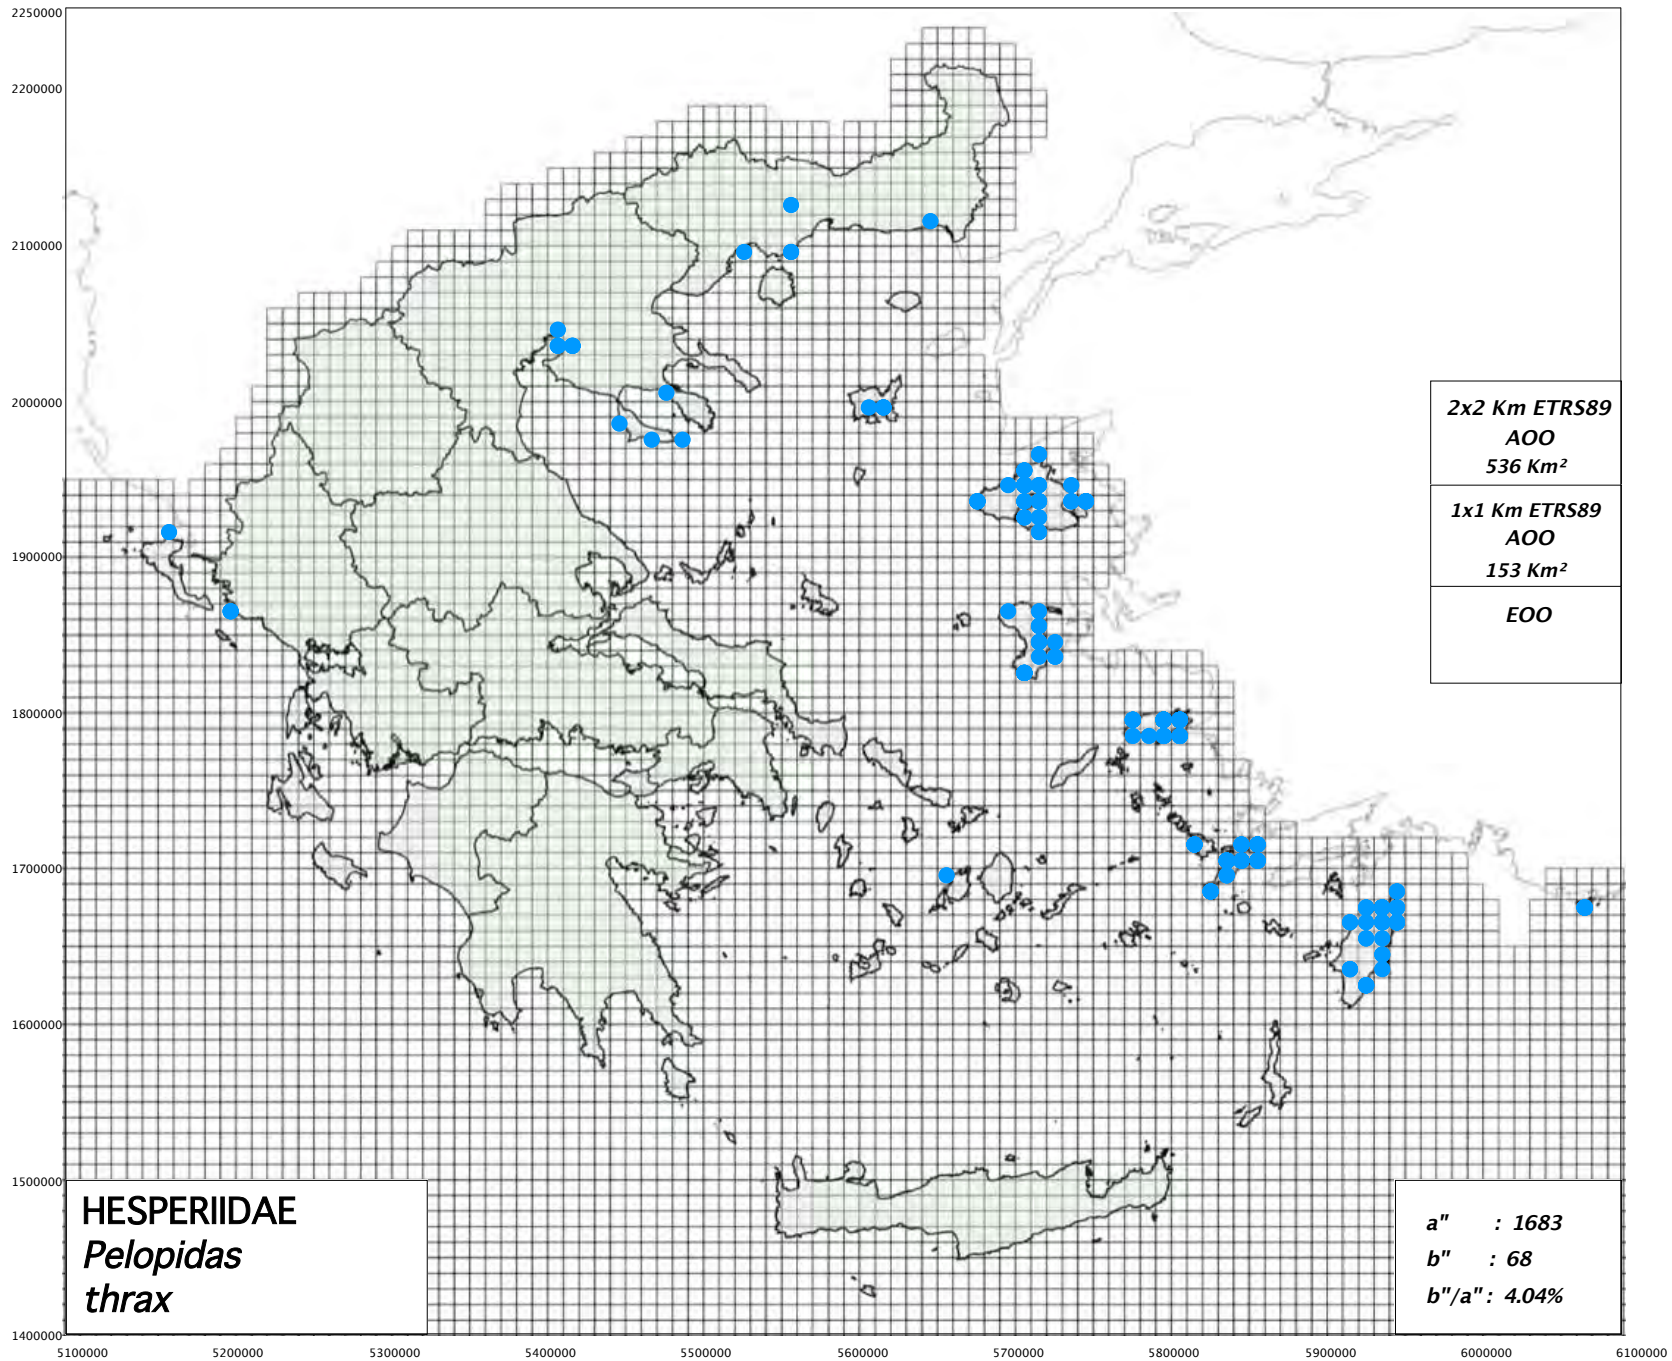 2250000
2200000
2100000
2000000
1900000
1800000
1700000
1600000
1500000
1400000
2x2 Km ETRS89
AOO
536 Km²
1x1 Km ETRS89
AOO
153 Km²
EOO
HESPERIIDAE
Pelopidas
thrax
a" : 1683
b" : 68
b"/a" : 4.04%
5100000 5200000 5300000 5400000 5500000 5600000 5700000 5800000 5900000 6000000 6100000